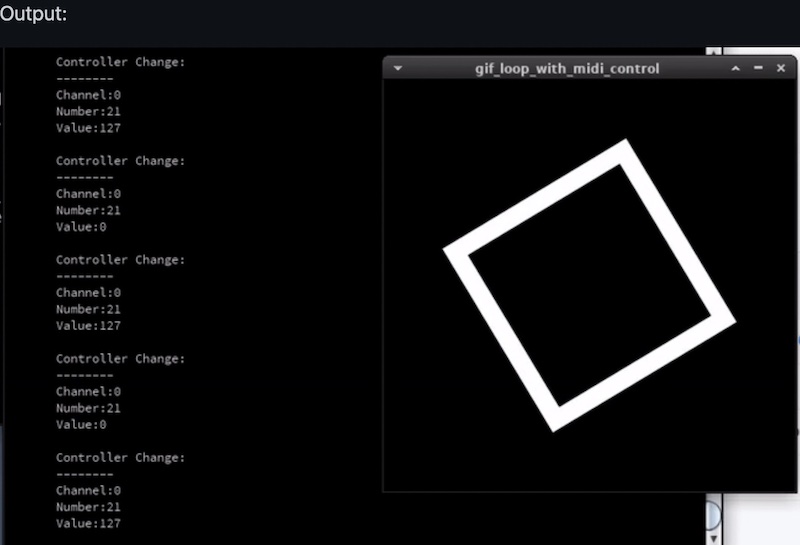 Output:
Controller Change:
--------
Channel:0
Number:21
Value:127
Controller Change:
--------
Channel:0
Number:21
Value:0
Controller Change:
--------
Channel:0
Number:21
Value:127
Controller Change:
--------
Channel:0
Number:21
Value:0
Controller Change:
--------
Channel:0
Number:21
Value:127
gif_loop_with_midi_control